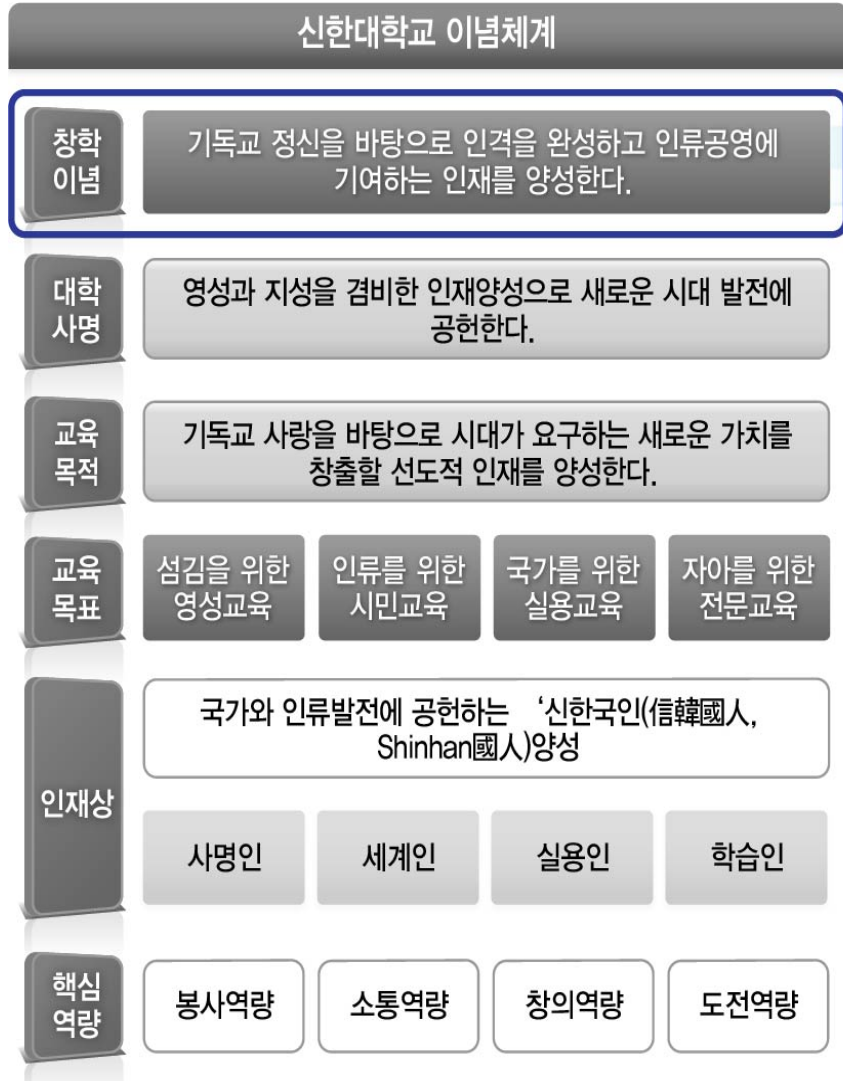 신한대학교 이념체계
창학
이념
기독교 정신을 바탕으로 인격을 완성하고 인류공영에
기여하는 인재를 양성한다.
대학
사명
영성과 지성을 겸비한 인재양성으로 새로운 시대 발전에
공헌한다.
교육
목적
기독교 사랑을 바탕으로 시대가 요구하는 새로운 가치를
창출할 선도적 인재를 양성한다.
교육
목표
섬김을 위한
영성교육
인류를 위한
시민교육
국가를 위한
실용교육
자아를 위한
전문교육
인재상
국가와 인류발전에 공헌하는 ‘신한국인(信韓國人,
Shinhan國人)양성
사명인
세계인
실용인
학습인
핵심
역량
봉사역량
소통역량
창의역량
도전역량